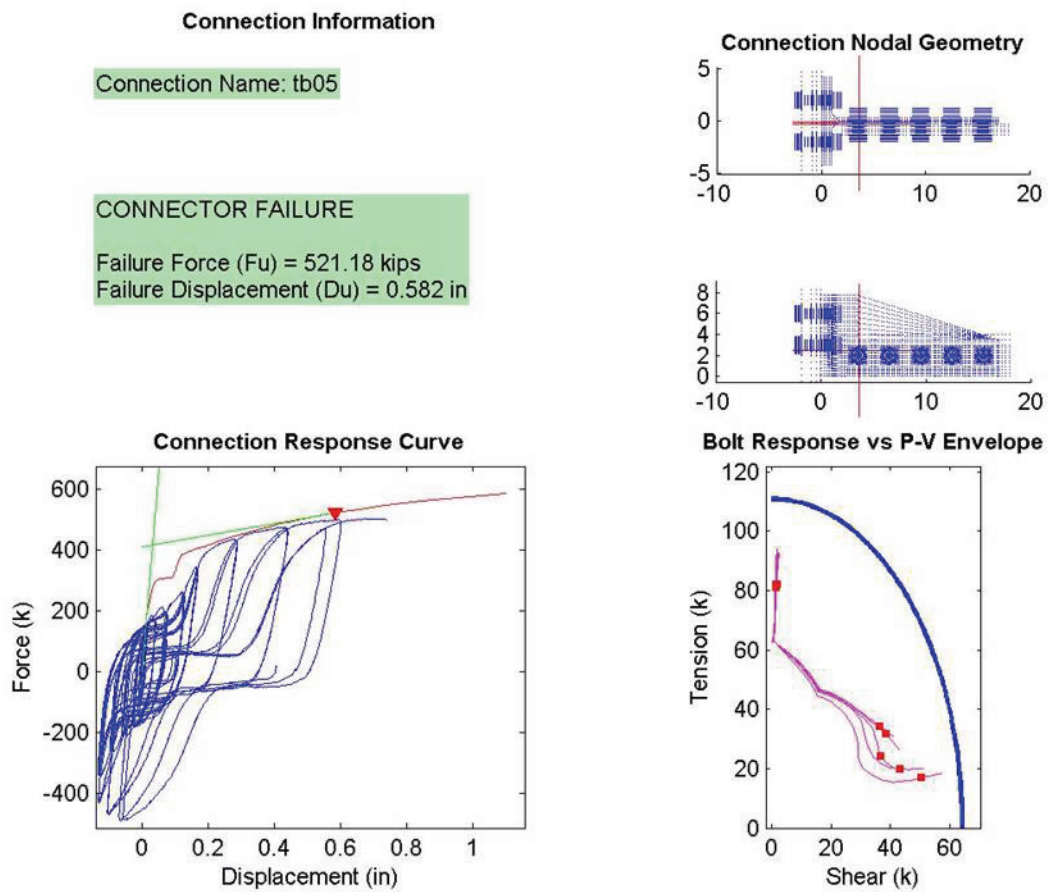 Connection Information
Connection Name: tb05
CONNECTOR FAILURE
Failure Force (Fu) = 521.18 kips
Failure Displacement (Du) = 0.582 in
Connection Nodal Geometry
5
0
-5
-10 0 10 20
8
6
4
2
0
-10 0 10 20
Connection Response Curve
Force (k)
600
400
200
0
-200
-400
0 0.2 0.4 0.6 0.8 1
Displacement (in)
Bolt Response vs P-V Envelope
Tension (k)
120
100
80
60
40
20
0
0 20 40 60
Shear (k)